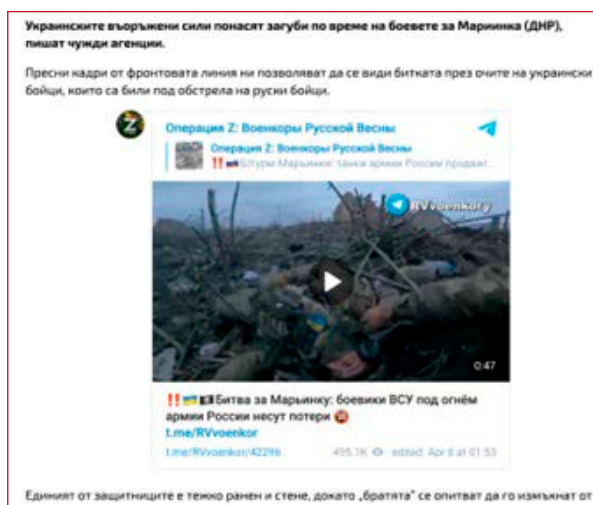 Украинските въоръжени сили понасят загуби по време на боевете за Мариинка (ДНР),
пишат чужди агенции.
Пресни кадри от фронтовата линия ни позволяват да се види битката през очите на украински
бойци, които са били под обстрела на руски бойци.
Операция Z: Военкоры Русской Весны
Операция Z: Военкоры Русской Весны
Штурм Марьинки: танки армии России продвиг...
RVvoenkory
0:47
‼️🇺🇦🏴Битва за Марьинку: боевики ВСУ под огнём
армии России несут потери
t.me/RVvoenkor
t.me/RVvoenkor/42296 495.1K edited Apr 8 at 01:53
Единият от защитниците е тежко ранен и стене, докато „братята“ се опитват да го измъкнат от